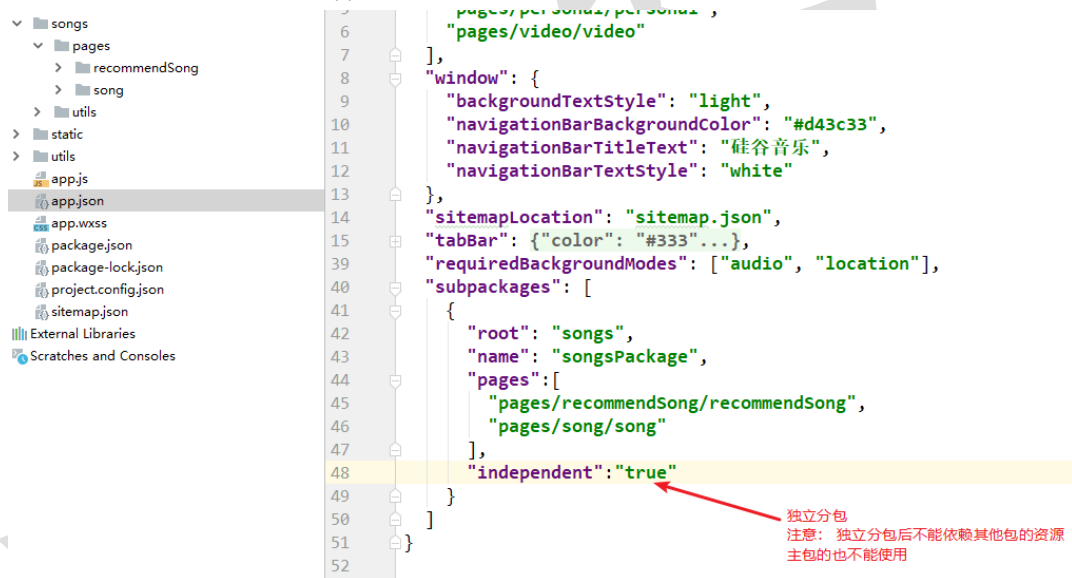 songs
pages
recommendSong
song
utils
static
utils
app.js
app.json
app.wxss
package.json
package-lock.json
project.config.json
sitemap.json
External Libraries
Scratches and Consoles
5 "pages/personal/personal",
6 "pages/video/video"
7 ],
8 "window": {
9 "backgroundTextStyle": "light",
10 "navigationBarBackgroundColor": "#d43c33",
11 "navigationBarTitleText": "硅谷音乐",
12 "navigationBarTextStyle": "white"
13 },
14 "sitemapLocation": "sitemap.json",
15 "tabBar": {"color": "#333"...},
39 "requiredBackgroundModes": ["audio", "location"],
40 "subpackages": [
41 {
42 "root": "songs",
43 "name": "songsPackage",
44 "pages":[
45 "pages/recommendSong/recommendSong",
46 "pages/song/song"
47 ],
48 "independent":"true"
49 }
50 ]
51 }
52
独立分包
注意： 独立分包后不能依赖其他包的资源
主包的也不能使用